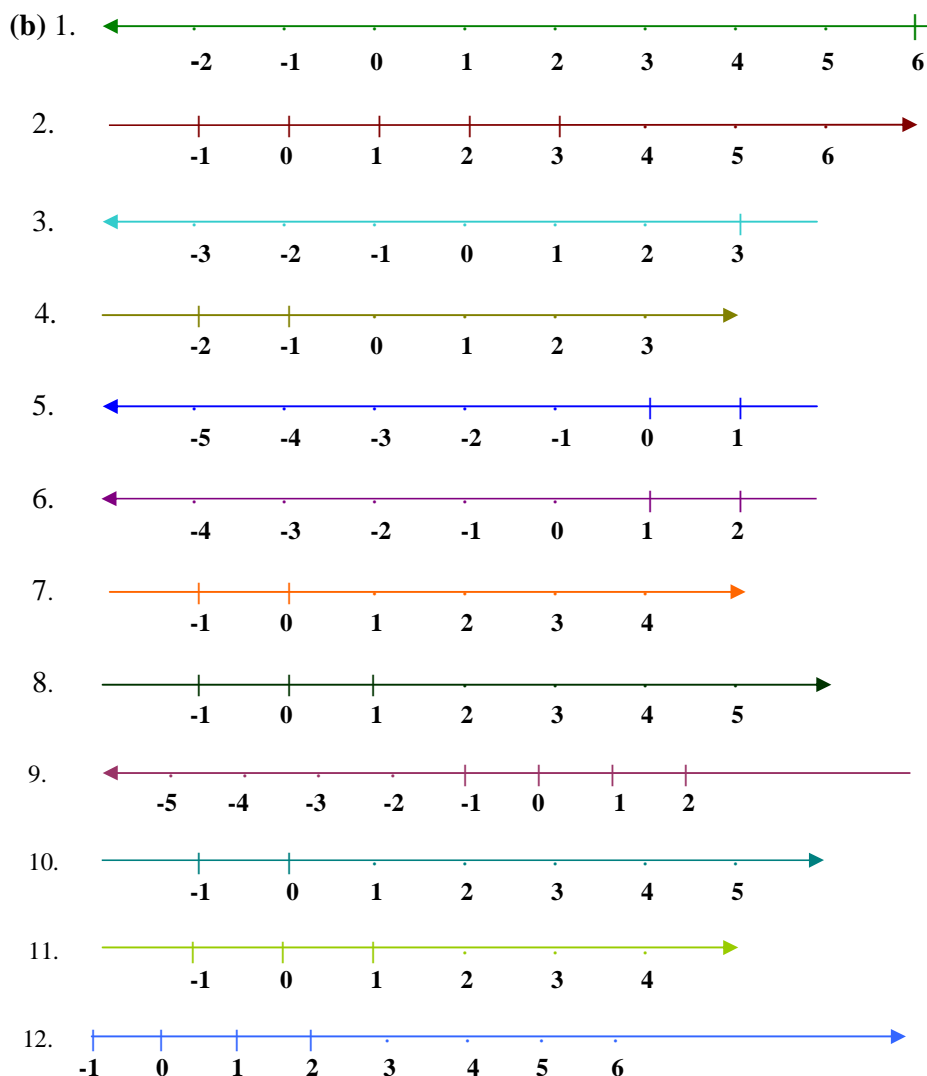 (b) 1.
-2 -1 0 1 2 3 4 5 6
2.
-1 0 1 2 3 4 5 6
3.
-3 -2 -1 0 1 2 3
4.
-2 -1 0 1 2 3
5.
-5 -4 -3 -2 -1 0 1
6.
-4 -3 -2 -1 0 1 2
7.
-1 0 1 2 3 4
8.
-1 0 1 2 3 4 5
9.
-5 -4 -3 -2 -1 0 1 2
10.
-1 0 1 2 3 4 5
11.
-1 0 1 2 3 4
12.
-1 0 1 2 3 4 5 6